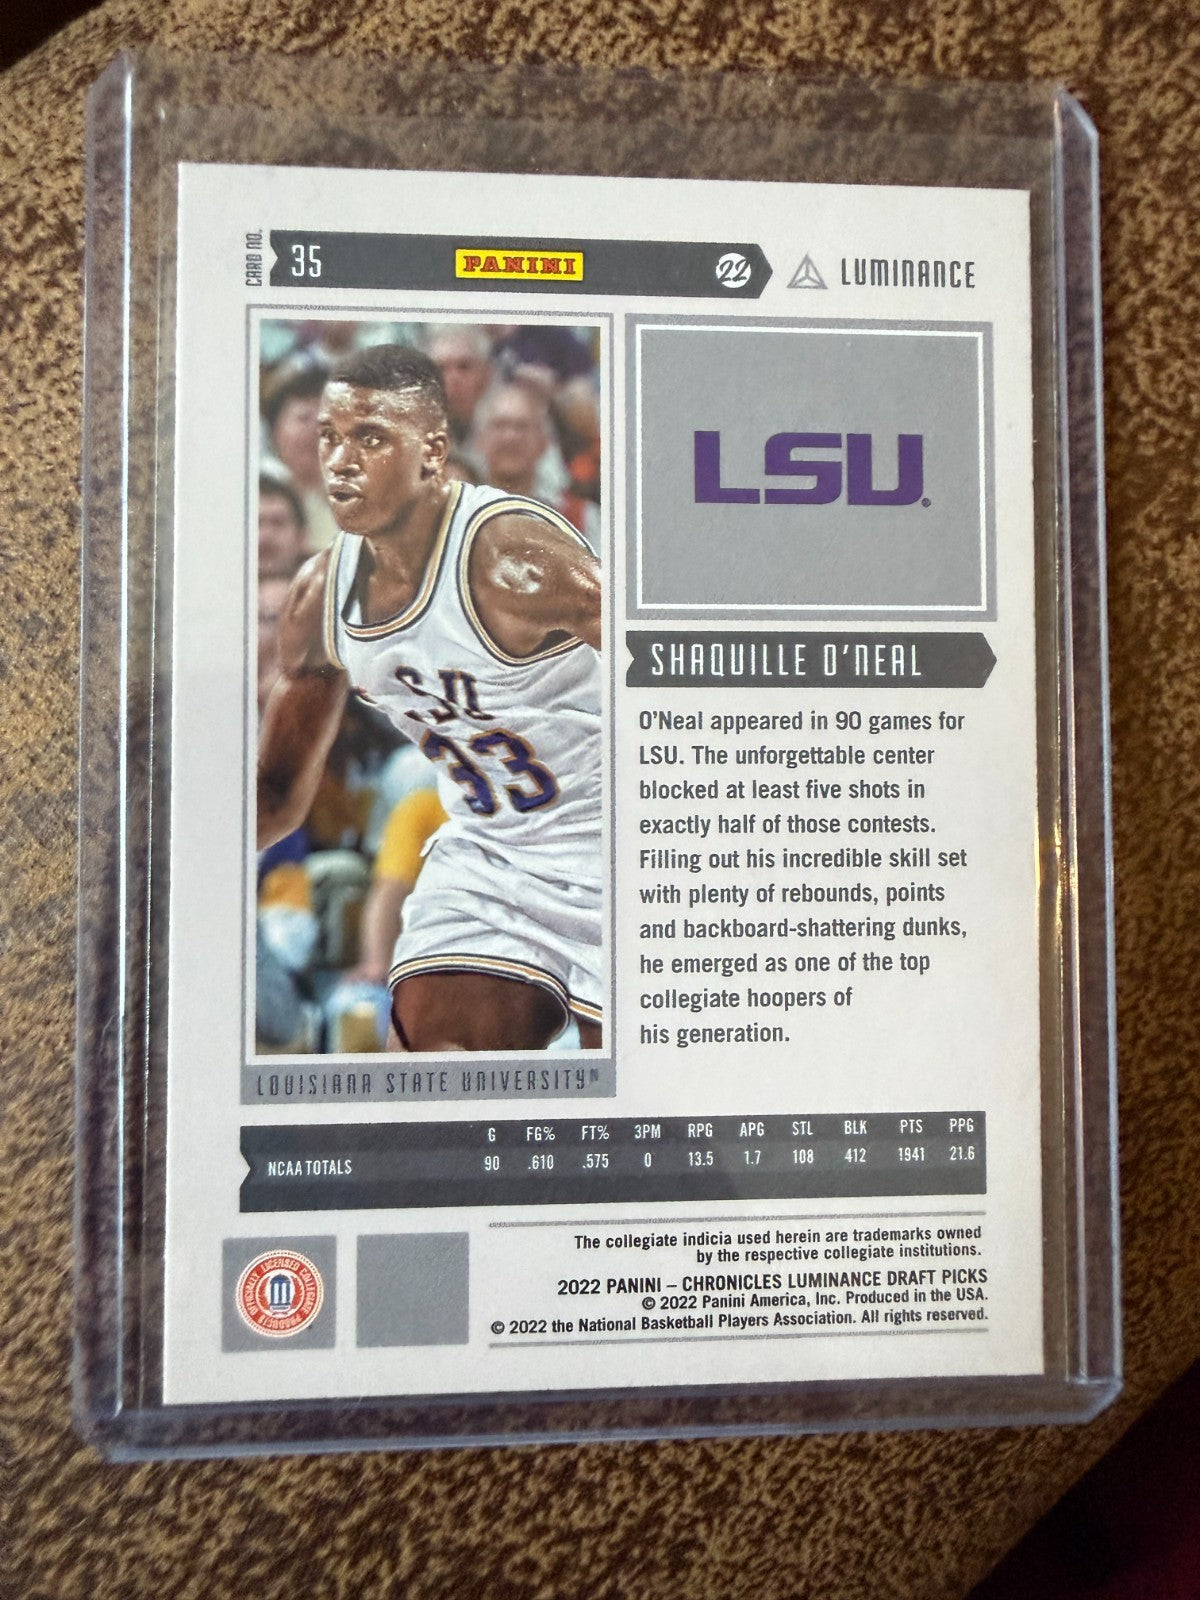 CARD NO.
35
PANINI
22
LUMINANCE
LSU
SHAQUILLE O'NEAL
O'Neal appeared in 90 games for
LSU. The unforgettable center
blocked at least five shots in
exactly half of those contests.
Filling out his incredible skill set
with plenty of rebounds, points
and backboard-shattering dunks,
he emerged as one of the top
collegiate hoopers of
his generation.
LSU
33
LOUISIANA STATE UNIVERSITY
G FG% FT% 3PM RPG APG STL BLK PTS PPG
NCAA TOTALS 90 .610 .575 0 13.5 1.7 108 412 1941 21.6
OFFICIALLY LICENSED COLLEGIATE PRODUCTS
The collegiate indicia used herein are trademarks owned
by the respective collegiate institutions.
2022 PANINI – CHRONICLES LUMINANCE DRAFT PICKS
© 2022 Panini America, Inc. Produced in the USA.
© 2022 the National Basketball Players Association. All rights reserved.